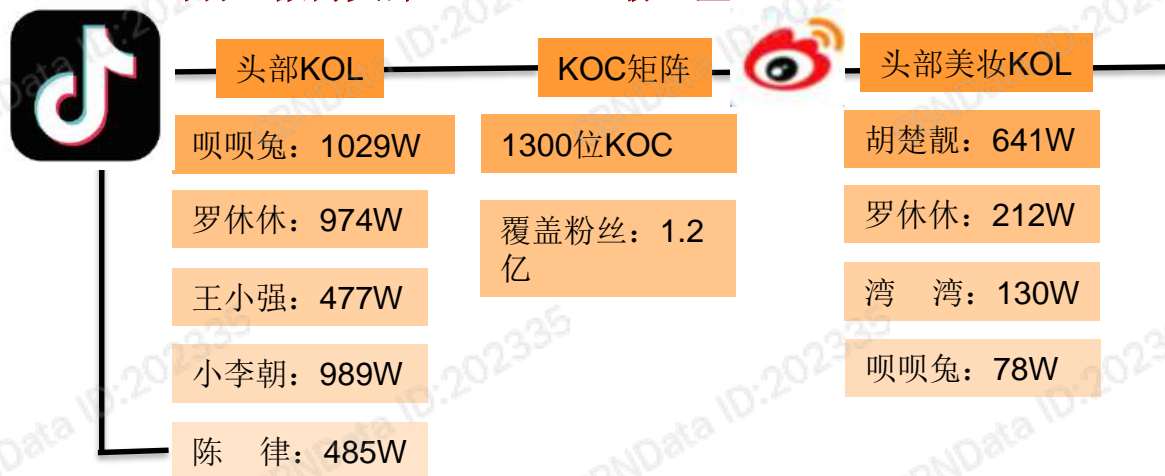 头部KOL
KOC矩阵
头部美妆KOL
呗呗兔：1029W
罗休休：974W
王小强：477W
小李朝：989W
陈 律：485W
1300位KOC
覆盖粉丝：1.2
亿
胡楚靓：641W
罗休休：212W
湾 湾：130W
呗呗兔：78W